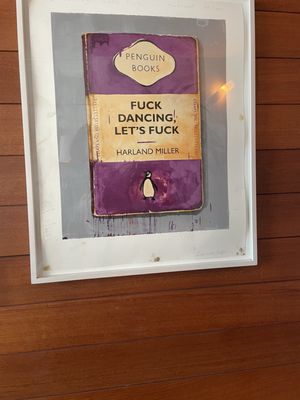 PENGUIN
BOOKS
FUCK
DANCING,
LET'S FUCK
HARLAND MILLER